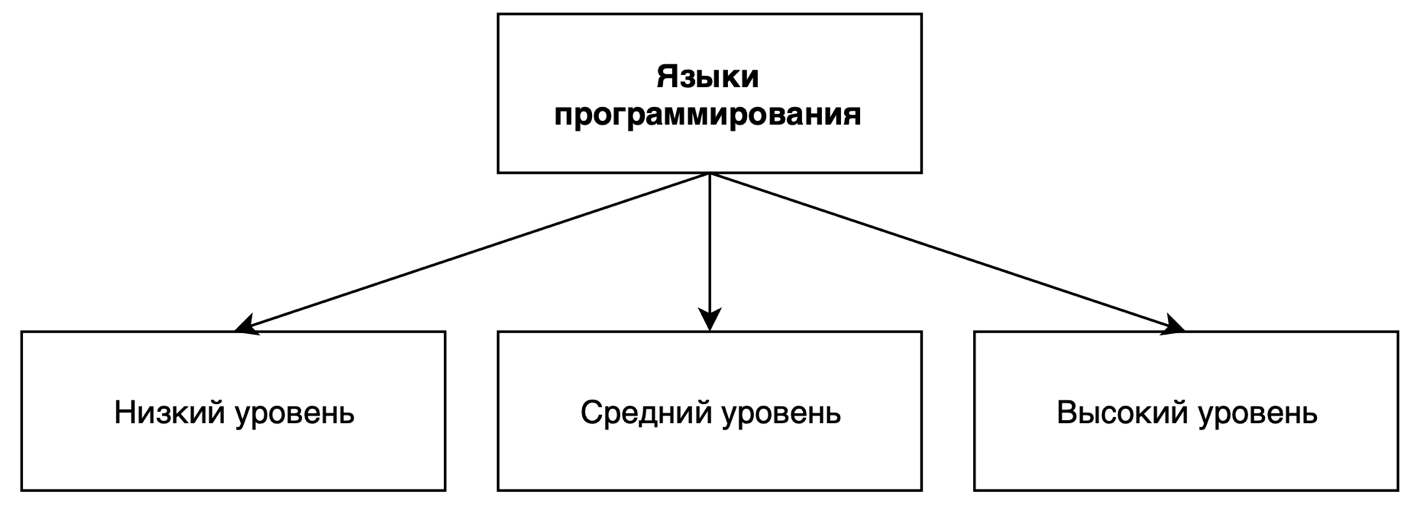 Языки
программирования
Низкий уровень
Средний уровень
Высокий уровень